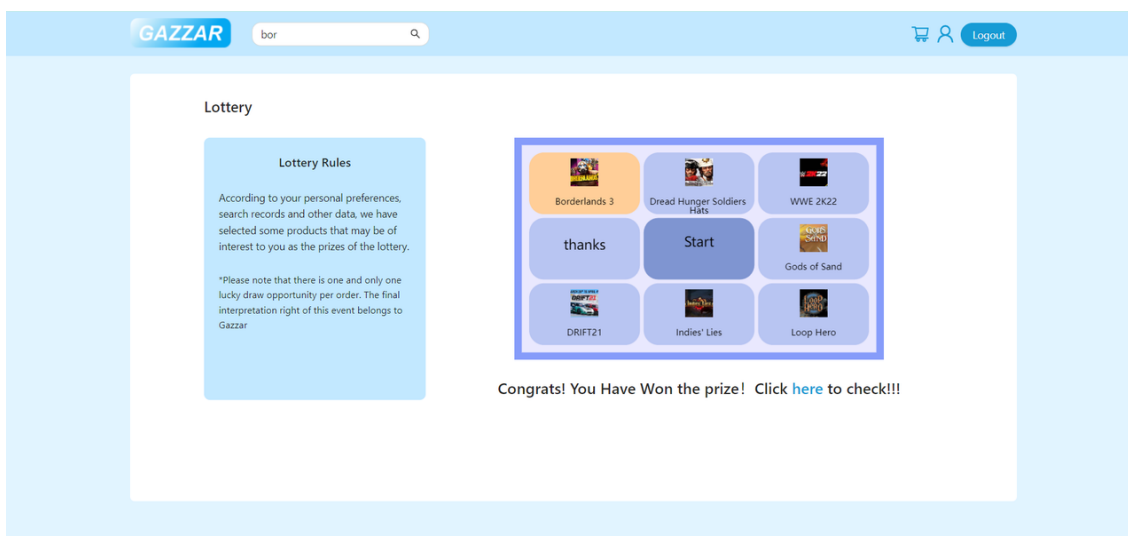 GAZZAR
bor
Logout
Lottery
Lottery Rules
According to your personal preferences,
search records and other data, we have
selected some products that may be of
interest to you as the prizes of the lottery.
*Please note that there is one and only one
lucky draw opportunity per order. The final
interpretation right of this event belongs to
Gazzar
Borderlands 3
Dread Hunger Soldiers
Hats
WWE 2K22
thanks
Start
Gods of Sand
DRIFT21
Indies' Lies
Loop Hero
Congrats! You Have Won the prize！ Click here to check!!!